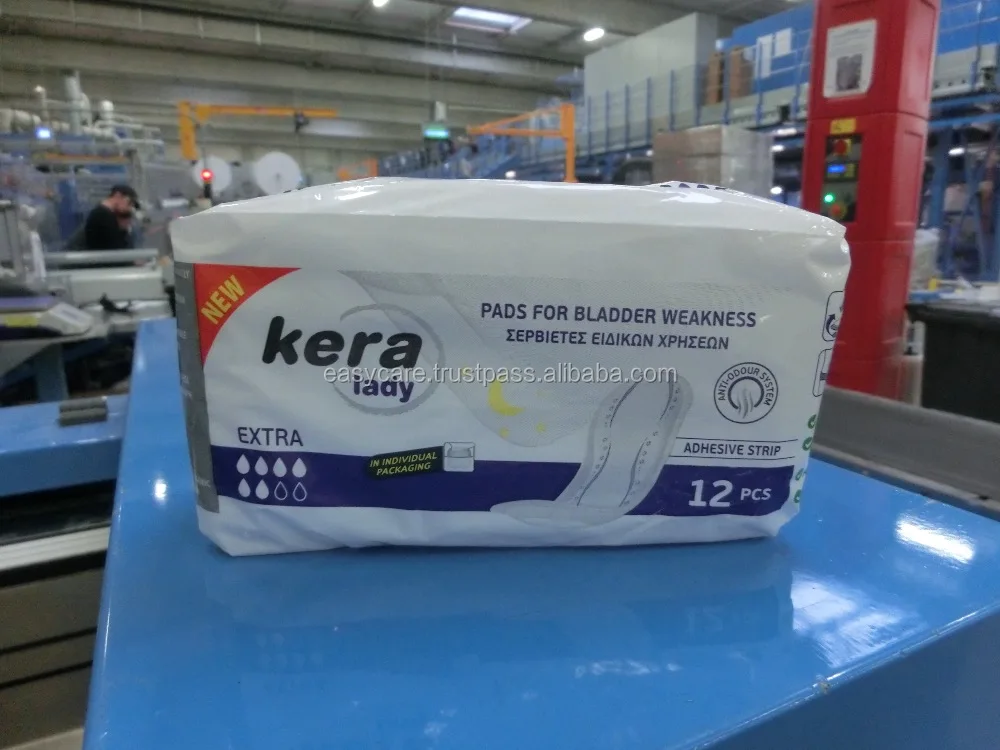 NEW
kera
lady
PADS FOR BLADDER WEAKNESS
ΣΕΡΒΙΕΤΕΣ ΕΙΔΙΚΩΝ ΧΡΗΣΕΩΝ
easycare.trustpass.alibaba.com
ANTI-ODOUR SYSTEM
EXTRA
IN INDIVIDUAL
PACKAGING
ADHESIVE STRIP
12 PCS